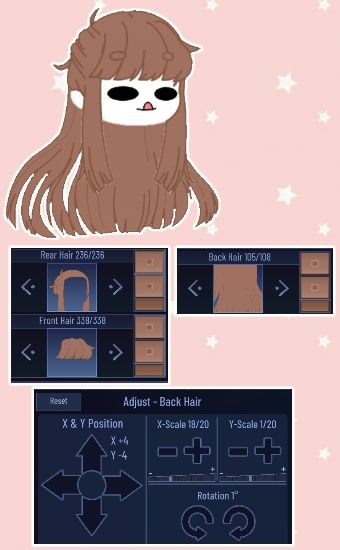 Rear Hair 236/236
Back Hair 105/108
Front Hair 338/338
Reset
Adjust - Back Hair
X & Y Position
X +4
Y -4
X-Scale 18/20
Y-Scale 1/20
- +
- +
Rotation 1°